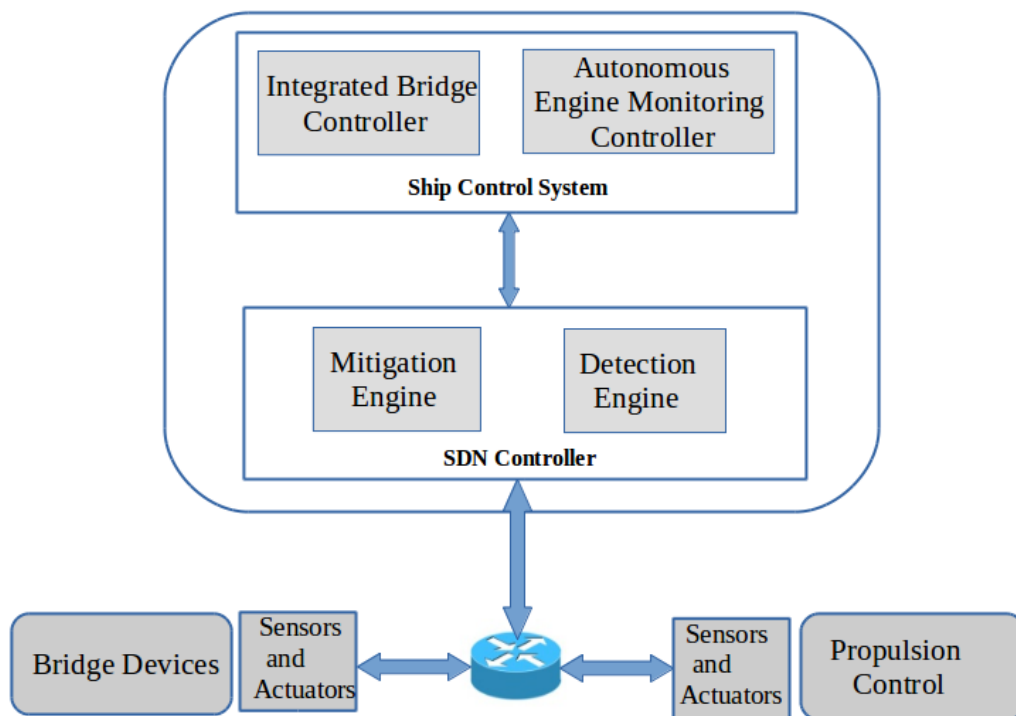 Integrated Bridge
Controller
Autonomous
Engine Monitoring
Controller
Ship Control System
Mitigation
Engine
Detection
Engine
SDN Controller
Bridge Devices
Sensors
and
Actuators
Sensors
and
Actuators
Propulsion
Control